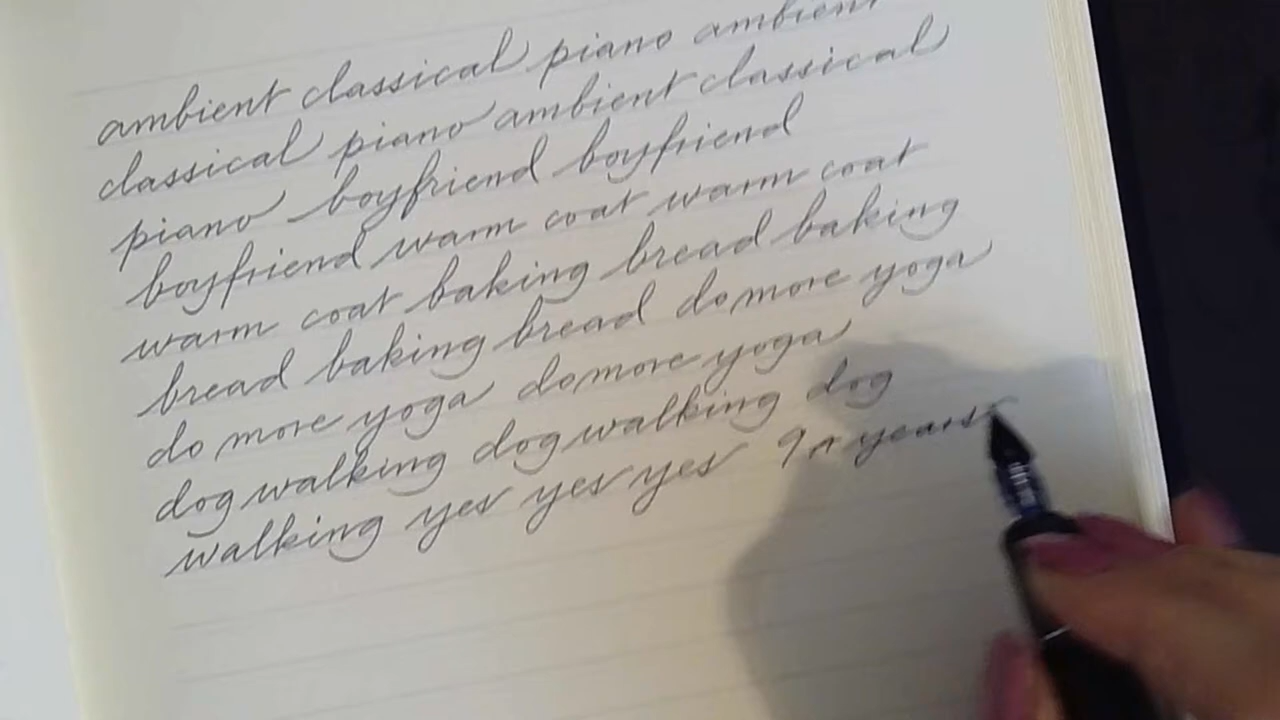 ambient classical piano ambient
classical piano ambient classical
piano boyfriend boyfriend
boyfriend warm coat warm coat
warm coat baking bread baking
bread baking bread do more yoga
do more yoga do more yoga
dog walking dog walking dog
walking yes yes yes years